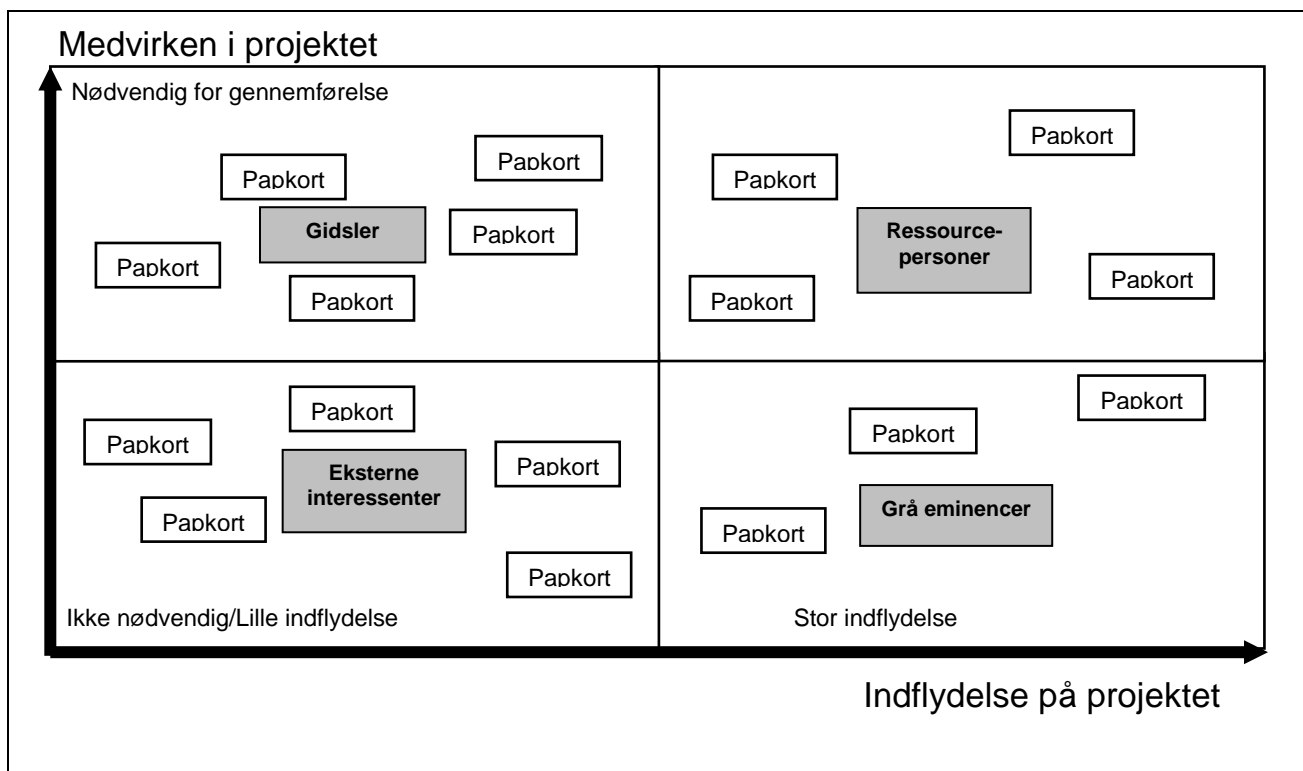 Medvirken i projektet
Nødvendig for gennemførelse
Papkort
Papkort
Papkort
Papkort
Papkort
Gidsler
Papkort
Papkort
Papkort
Papkort
Ressource-
personer
Papkort
Papkort
Papkort
Papkort
Papkort
Eksterne
interessenter
Ikke nødvendig/Lille indflydelse
Papkort
Papkort
Papkort
Grå eminencer
Stor indflydelse
Indflydelse på projektet